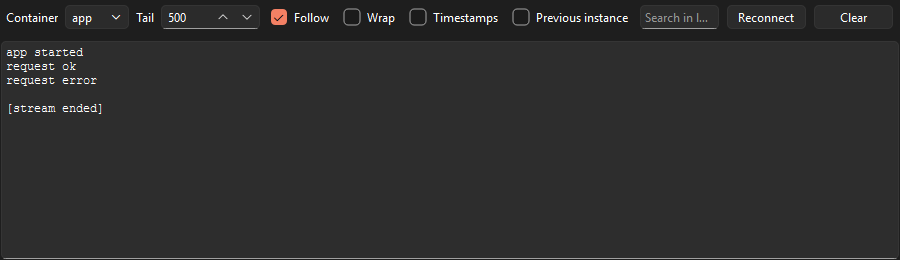 Container app Tail 500 Follow Wrap Timestamps Previous instance Search in l... Reconnect Clear
app started
request ok
request error
[stream ended]